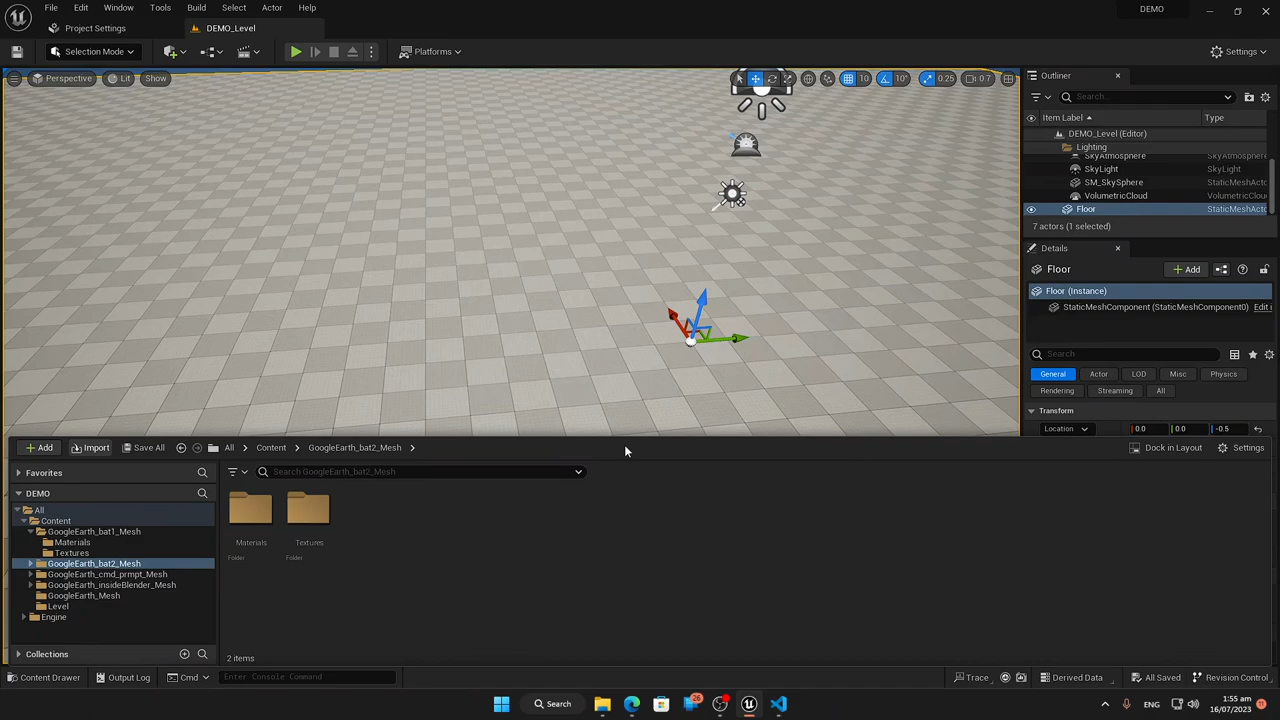 File Edit Window Tools Build Select Actor Help DEMO
Project Settings DEMO_Level
Selection Mode Platforms Settings
Perspective Lit Show 10 10° 0.25 0.7
Outliner
Search
Item Label Type
DEMO_Level (Editor)
Lighting
SkyAtmosphere SkyAtmosphere
SkyLight SkyLight
SM_SkySphere StaticMeshActo
VolumetricCloud VolumetricCloud
Floor StaticMeshActo
7 actors (1 selected)
Details
Floor Add
Floor (Instance)
StaticMeshComponent (StaticMeshComponent0) Edit i
Search
General Actor LOD Misc Physics
Rendering Streaming All
Transform
Location 0.0 0.0 -0.5
Add Import Save All All Content GoogleEarth_bat2_Mesh Dock in Layout Settings
Favorites
Search GoogleEarth_bat2_Mesh
DEMO
All
Content
GoogleEarth_bat1_Mesh
Materials
Textures
GoogleEarth_bat2_Mesh
GoogleEarth_cmd_prmpt_Mesh
GoogleEarth_insideBlender_Mesh
GoogleEarth_Mesh
Level
Engine
Collections
Materials Textures
Folder Folder
2 items
Content Drawer Output Log Cmd Enter Console Command Trace Derived Data All Saved Revision Control
Search 26 ENG 1:55 am
16/07/2023